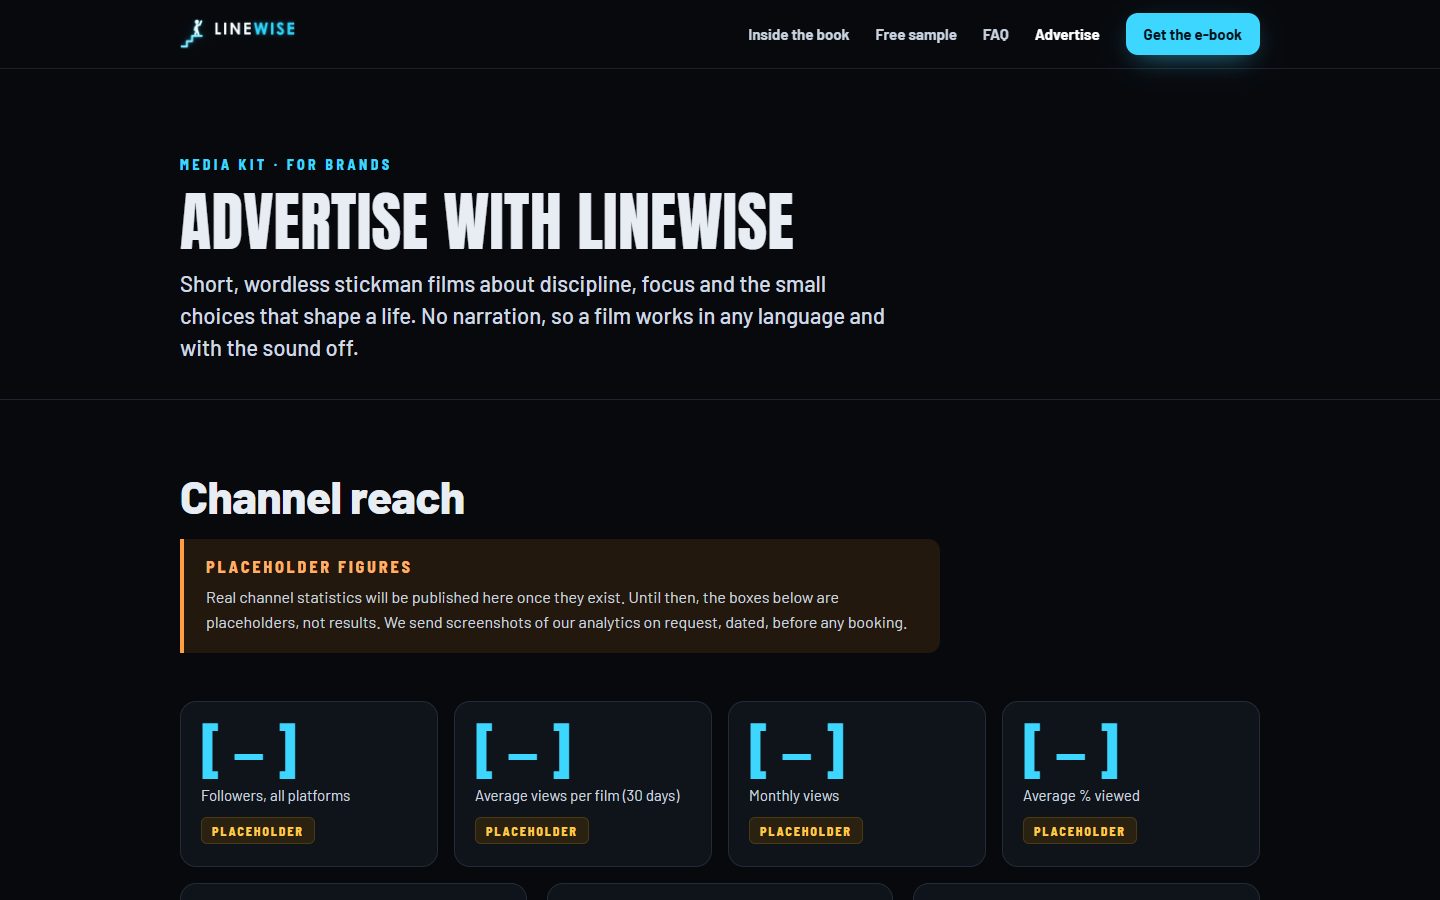 LINEWISE
Inside the book
Free sample
FAQ
Advertise
Get the e-book
MEDIA KIT · FOR BRANDS
ADVERTISE WITH LINEWISE
Short, wordless stickman films about discipline, focus and the small
choices that shape a life. No narration, so a film works in any language and
with the sound off.
Channel reach
PLACEHOLDER FIGURES
Real channel statistics will be published here once they exist. Until then, the boxes below are
placeholders, not results. We send screenshots of our analytics on request, dated, before any booking.
[ – ]
Followers, all platforms
PLACEHOLDER
[ – ]
Average views per film (30 days)
PLACEHOLDER
[ – ]
Monthly views
PLACEHOLDER
[ – ]
Average % viewed
PLACEHOLDER